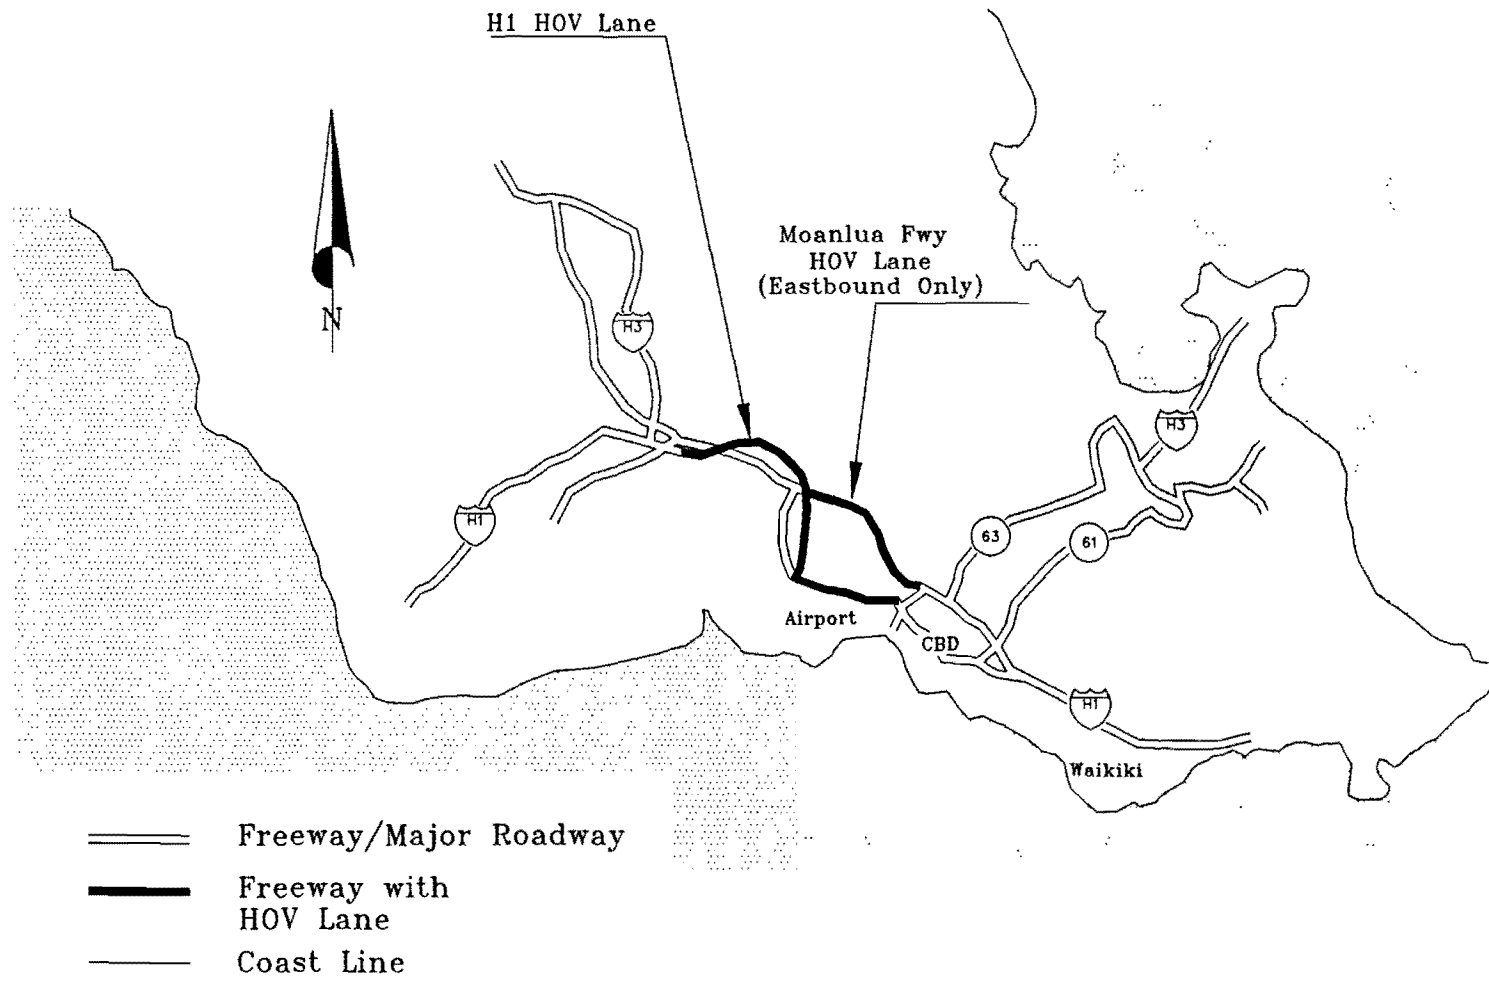 H1 HOV Lane
Moanlua Fwy
HOV Lane
(Eastbound Only)
N
H3
H3
H1
63
61
Airport
CBD
H1
Waikiki
Freeway/Major Roadway
Freeway with
HOV Lane
Coast Line